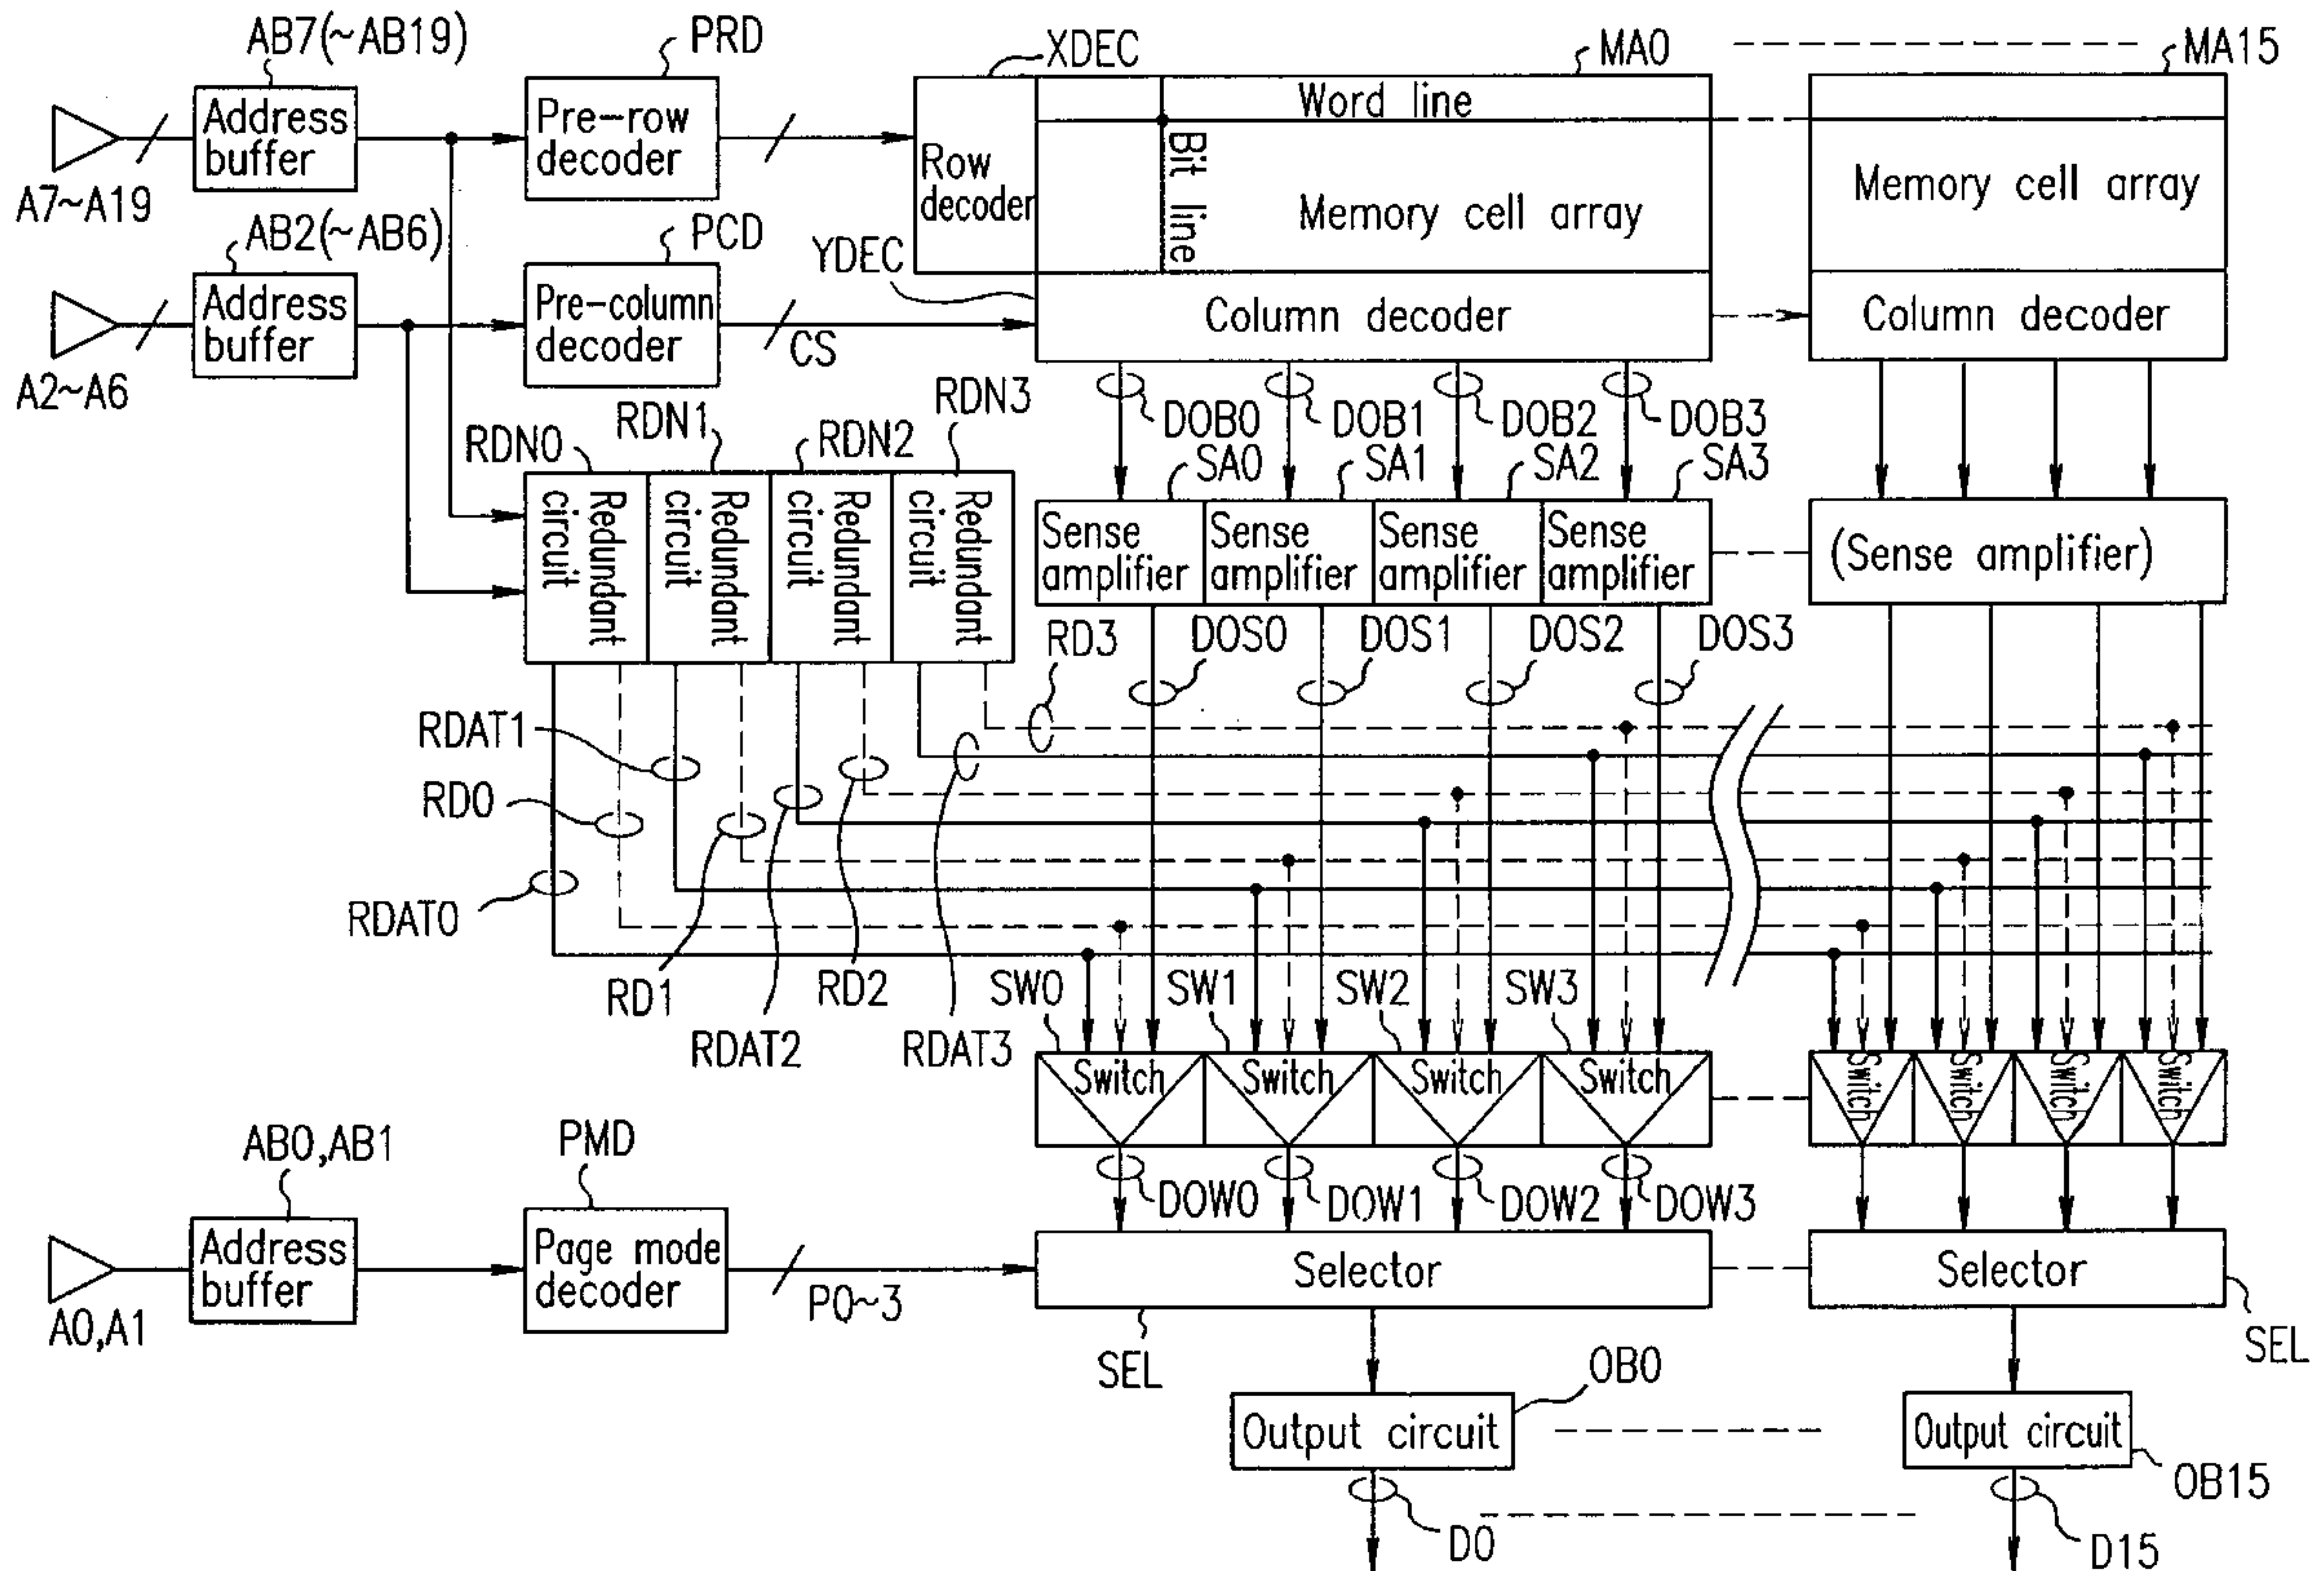 AB7(~AB19)
PRD
XDEC
MA0
MA15
Address
buffer
Pre-row
decoder
Row
decoder
Word line
Bit line
Memory cell array
Memory cell array
A7~A19
AB2(~AB6)
PCD
YDEC
Address
buffer
Pre-column
decoder
CS
Column decoder
Column decoder
A2~A6
RDN0
RDN1
RDN2
RDN3
DOB0
DOB1
DOB2
DOB3
SA0
SA1
SA2
SA3
Redundant
circuit
Redundant
circuit
Redundant
circuit
Redundant
circuit
Sense
amplifier
Sense
amplifier
Sense
amplifier
Sense
amplifier
(Sense amplifier)
RD3
DOS0
DOS1
DOS2
DOS3
RDAT1
RD0
RDAT0
RD1
RDAT2
RD2
RDAT3
SW0
SW1
SW2
SW3
Switch
Switch
Switch
Switch
Switch
Switch
Switch
Switch
AB0,AB1
PMD
DOW0
DOW1
DOW2
DOW3
Address
buffer
Page mode
decoder
P0~3
Selector
Selector
A0,A1
SEL
SEL
OB0
Output circuit
Output circuit
OB15
D0
D15